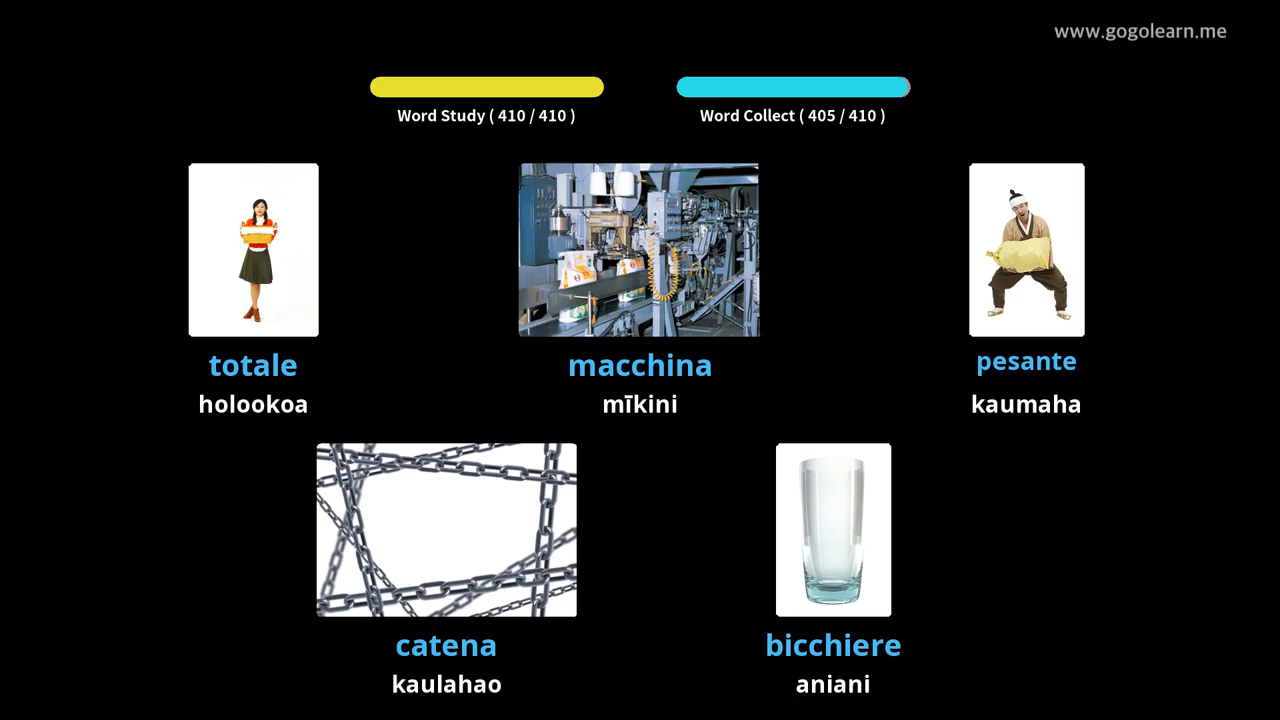 www.gogolearn.me
Word Study ( 410 / 410 )
Word Collect ( 405 / 410 )
totale
holookoa
macchina
mīkini
pesante
kaumaha
catena
kaulahao
bicchiere
aniani